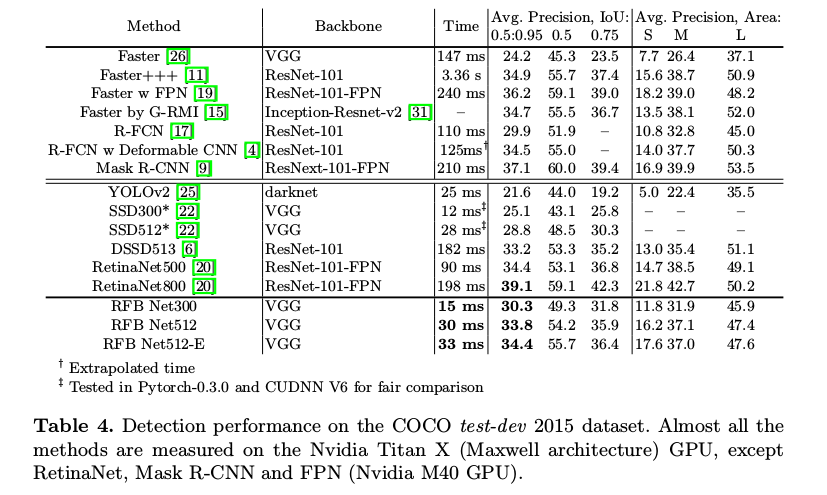 Method Backbone Time Avg. Precision, IoU: Avg. Precision, Area:
0.5:0.95 0.5 0.75 S M L
Faster [26] VGG 147 ms 24.2 45.3 23.5 7.7 26.4 37.1
Faster+++ [11] ResNet-101 3.36 s 34.9 55.7 37.4 15.6 38.7 50.9
Faster w FPN [19] ResNet-101-FPN 240 ms 36.2 59.1 39.0 18.2 39.0 48.2
Faster by G-RMI [15] Inception-Resnet-v2 [31] – 34.7 55.5 36.7 13.5 38.1 52.0
R-FCN [17] ResNet-101 110 ms 29.9 51.9 – 10.8 32.8 45.0
R-FCN w Deformable CNN [4] ResNet-101 125ms† 34.5 55.0 – 14.0 37.7 50.3
Mask R-CNN [9] ResNext-101-FPN 210 ms 37.1 60.0 39.4 16.9 39.9 53.5
YOLOv2 [25] darknet 25 ms 21.6 44.0 19.2 5.0 22.4 35.5
SSD300* [22] VGG 12 ms‡ 25.1 43.1 25.8 – – –
SSD512* [22] VGG 28 ms‡ 28.8 48.5 30.3 – – –
DSSD513 [6] ResNet-101 182 ms 33.2 53.3 35.2 13.0 35.4 51.1
RetinaNet500 [20] ResNet-101-FPN 90 ms 34.4 53.1 36.8 14.7 38.5 49.1
RetinaNet800 [20] ResNet-101-FPN 198 ms 39.1 59.1 42.3 21.8 42.7 50.2
RFB Net300 VGG 15 ms 30.3 49.3 31.8 11.8 31.9 45.9
RFB Net512 VGG 30 ms 33.8 54.2 35.9 16.2 37.1 47.4
RFB Net512-E VGG 33 ms 34.4 55.7 36.4 17.6 37.0 47.6
† Extrapolated time
‡ Tested in Pytorch-0.3.0 and CUDNN V6 for fair comparison
Table 4. Detection performance on the COCO test-dev 2015 dataset. Almost all the
methods are measured on the Nvidia Titan X (Maxwell architecture) GPU, except
RetinaNet, Mask R-CNN and FPN (Nvidia M40 GPU).